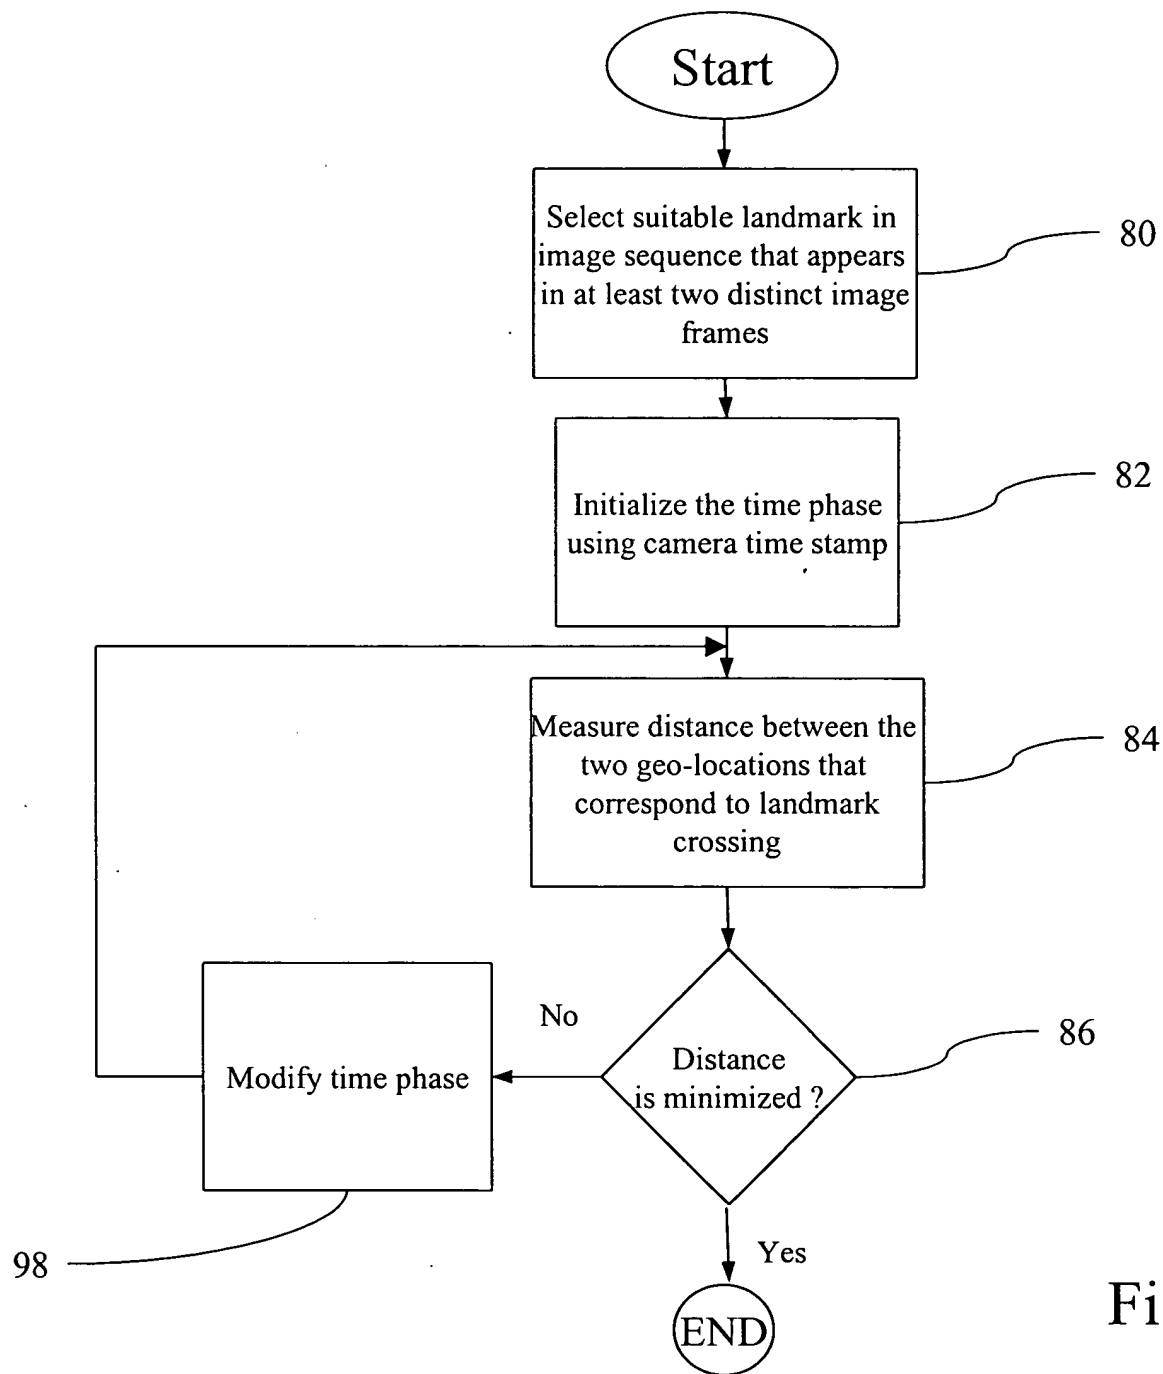 Start
Select suitable landmark in
image sequence that appears
in at least two distinct image
frames
80
Initialize the time phase
using camera time stamp
82
Measure distance between the
two geo-locations that
correspond to landmark
crossing
84
No
Distance
is minimized ?
86
Modify time phase
98
Yes
END
Fi